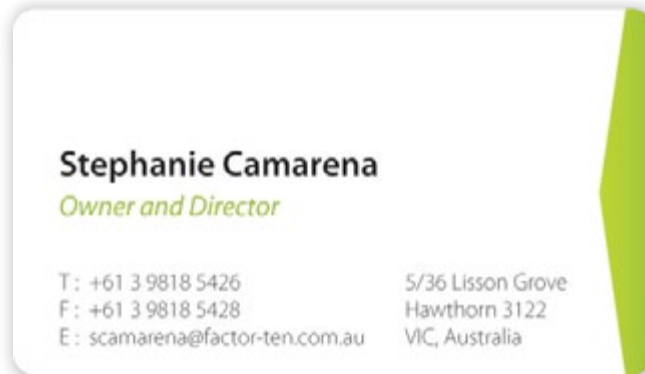 Stephanie Camarena
Owner and Director
T : +61 3 9818 5426
F : +61 3 9818 5428
E : scamarena@factor-ten.com.au
5/36 Lisson Grove
Hawthorn 3122
VIC, Australia